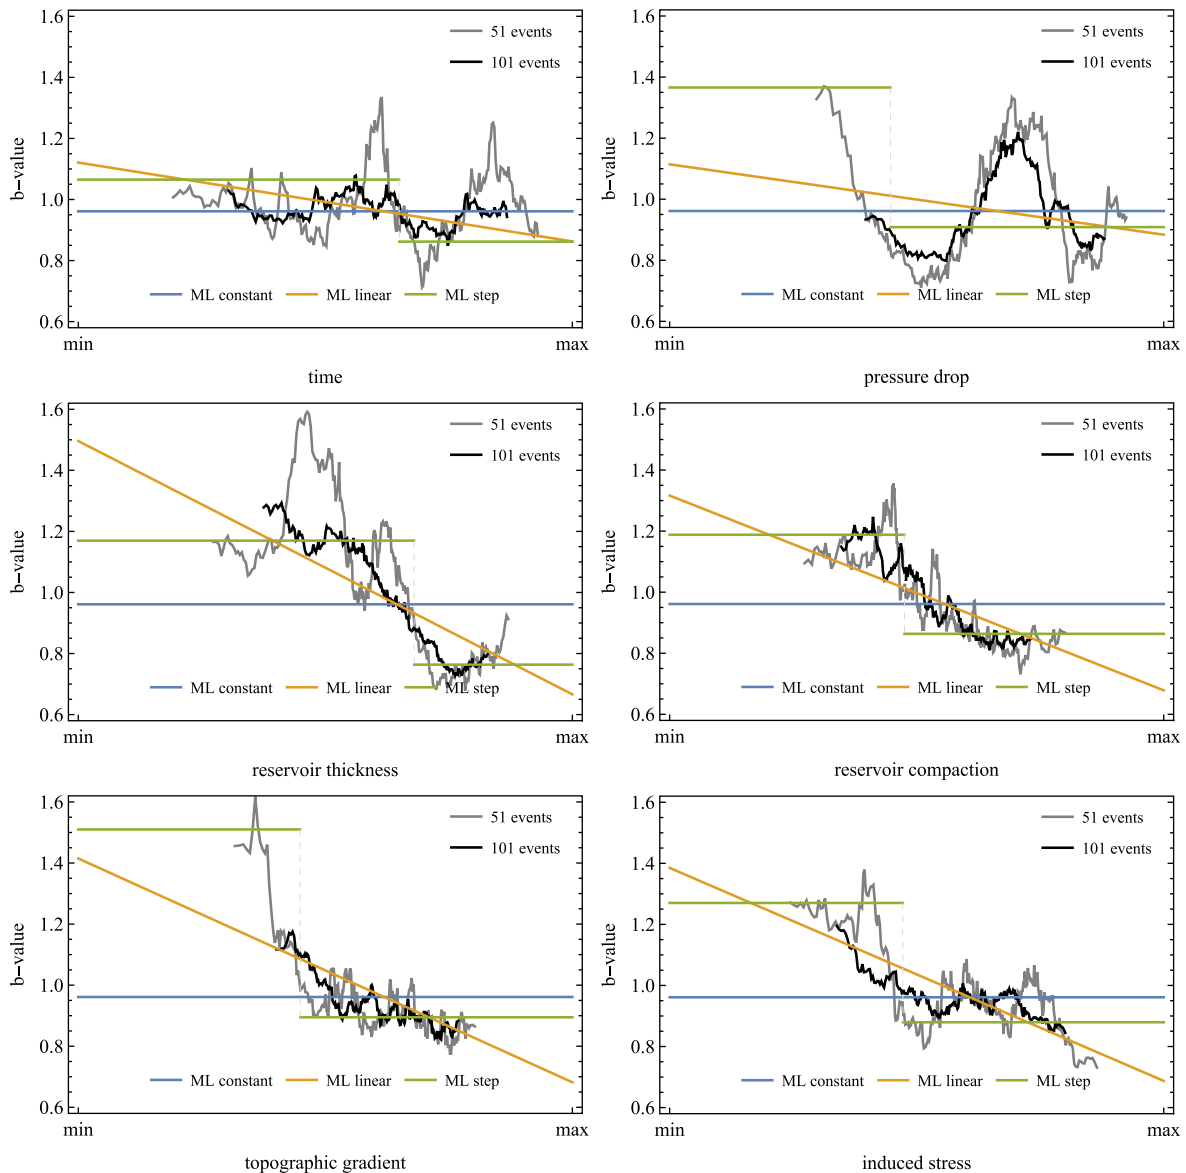 1.6
1.4
1.2
1.0
0.8
0.6
b-value
51 events
101 events
ML constant ML linear ML step
min max
time
1.6
1.4
1.2
1.0
0.8
0.6
b-value
51 events
101 events
ML constant ML linear ML step
min max
pressure drop
1.6
1.4
1.2
1.0
0.8
0.6
b-value
51 events
101 events
ML constant ML linear ML step
min max
reservoir thickness
1.6
1.4
1.2
1.0
0.8
0.6
b-value
51 events
101 events
ML constant ML linear ML step
min max
reservoir compaction
1.6
1.4
1.2
1.0
0.8
0.6
b-value
51 events
101 events
ML constant ML linear ML step
min max
topographic gradient
1.6
1.4
1.2
1.0
0.8
0.6
b-value
51 events
101 events
ML constant ML linear ML step
min max
induced stress